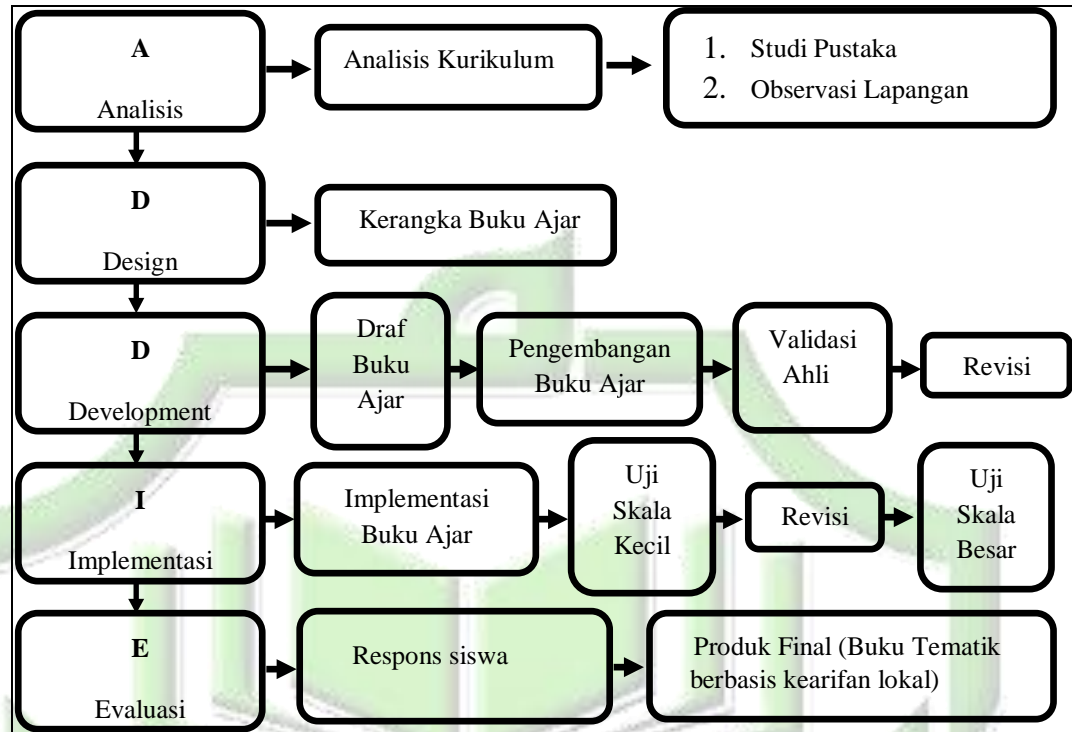 A
Analisis
Analisis Kurikulum
1. Studi Pustaka
2. Observasi Lapangan
D
Design
Kerangka Buku Ajar
D
Development
Draf
Buku
Ajar
Pengembangan
Buku Ajar
Validasi
Ahli
Revisi
I
Implementasi
Implementasi
Buku Ajar
Uji
Skala
Kecil
Revisi
Uji
Skala
Besar
E
Evaluasi
Respons siswa
Produk Final (Buku Tematik
berbasis kearifan lokal)